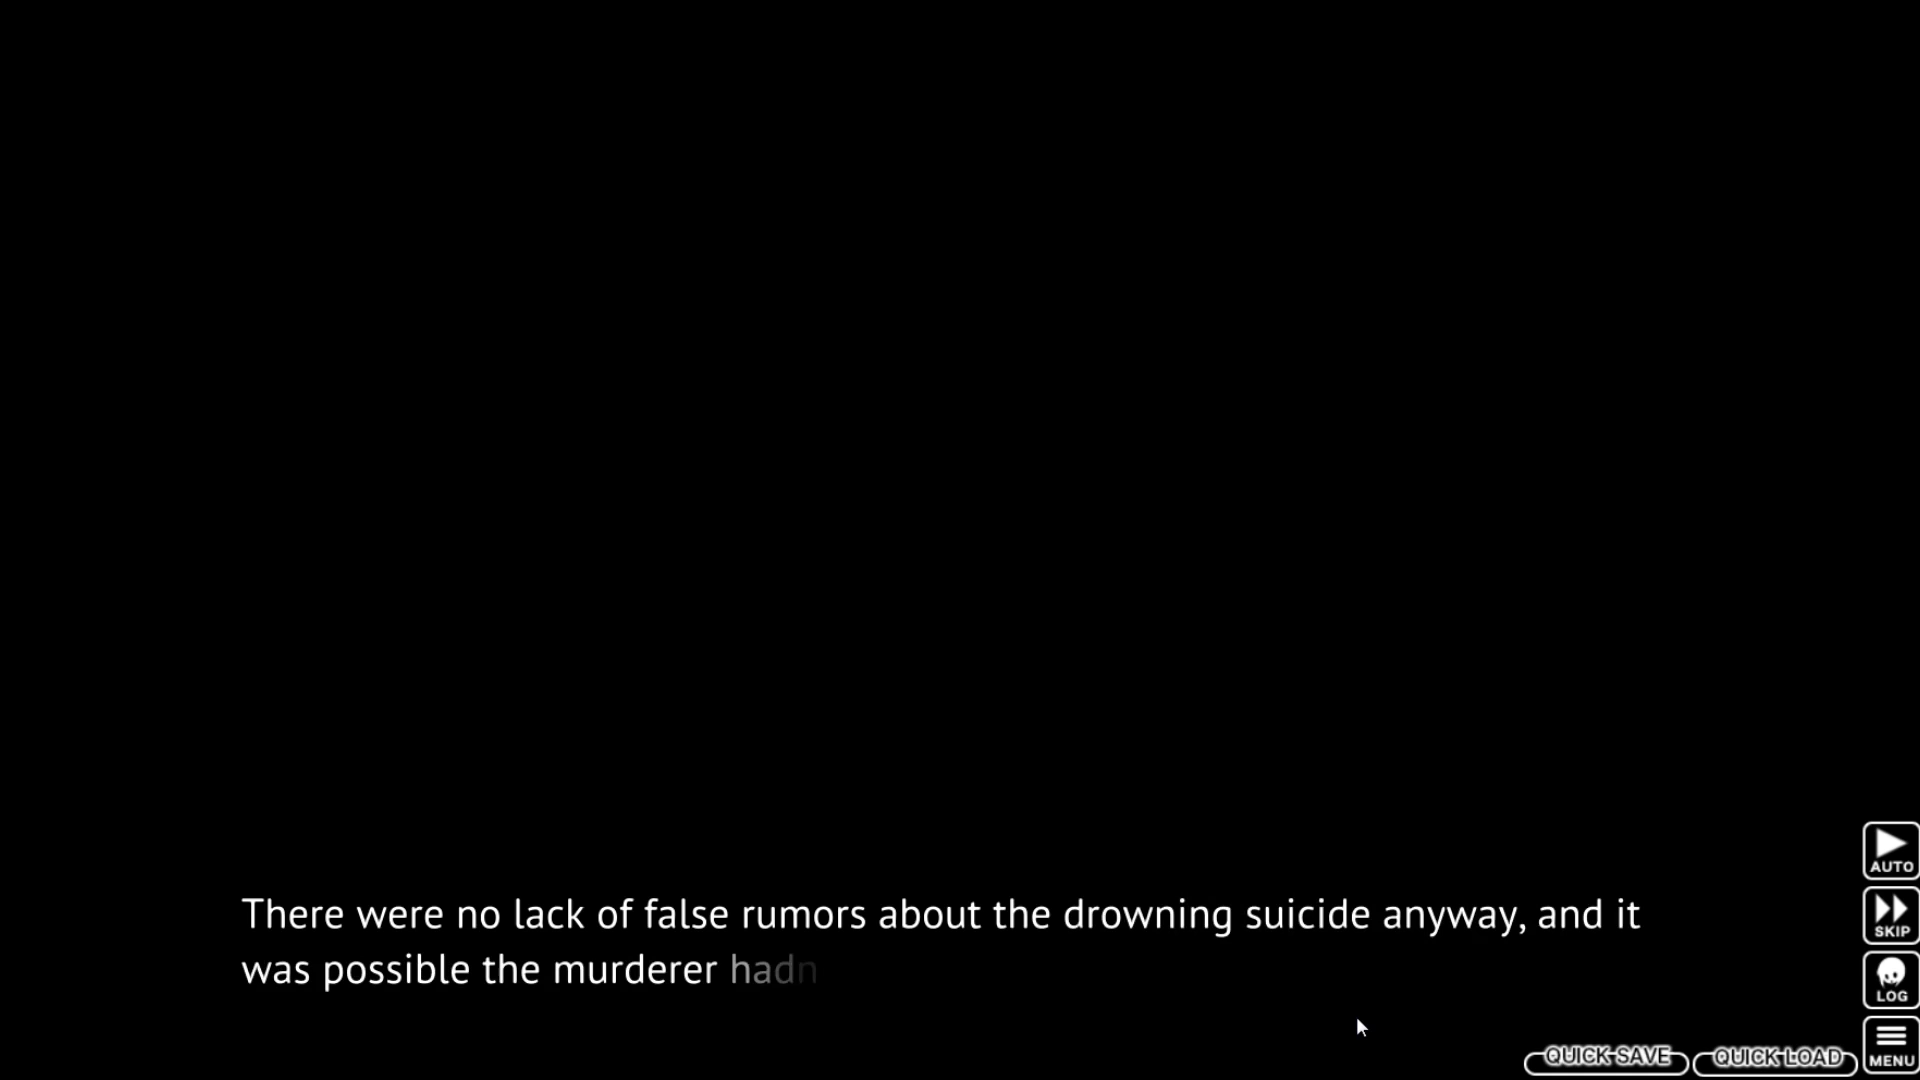 There were no lack of false rumors about the drowning suicide anyway, and it
was possible the murderer hadn
AUTO
SKIP
LOG
MENU
QUICK SAVE QUICK LOAD